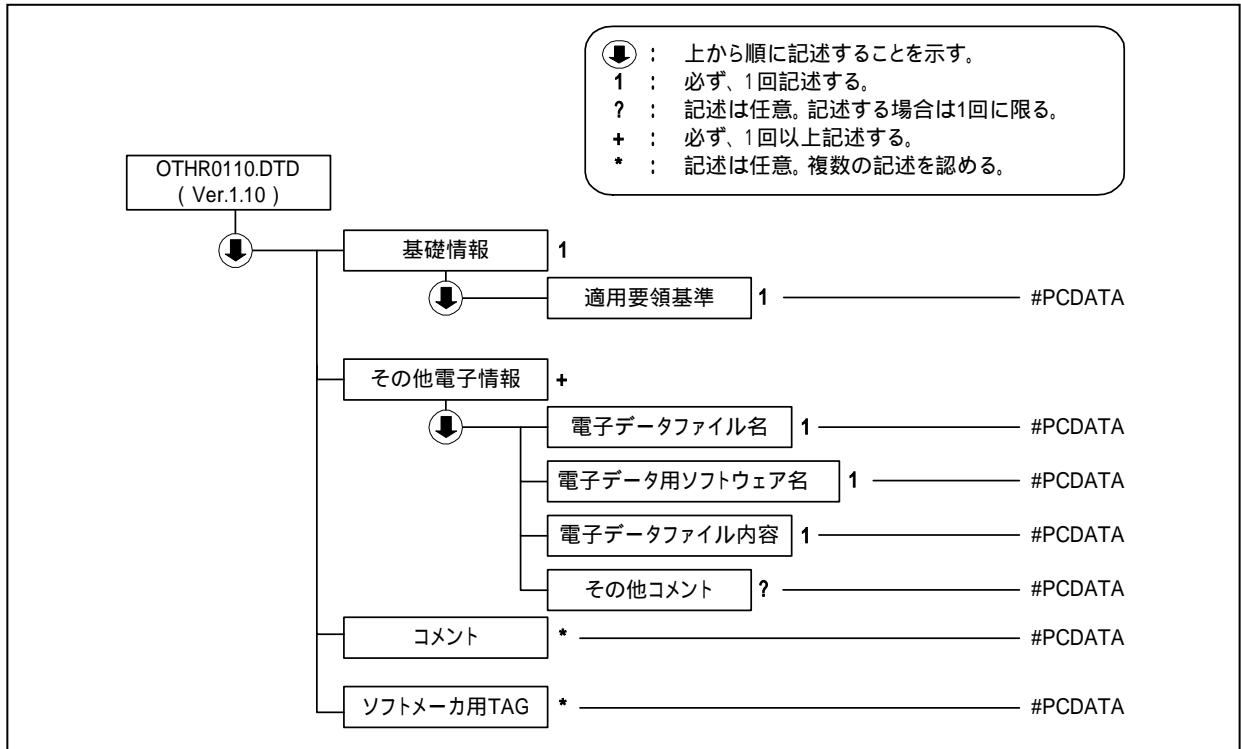 ： 上から順に記述することを示す。
1 ： 必ず、1回記述する。
? ： 記述は任意。記述する場合は1回に限る。
+ ： 必ず、1回以上記述する。
* ： 記述は任意。複数の記述を認める。
OTHR0110.DTD
( Ver.1.10 )
基礎情報 1
適用要領基準 1 #PCDATA
その他電子情報 +
電子データファイル名 1 #PCDATA
電子データ用ソフトウェア名 1 #PCDATA
電子データファイル内容 1 #PCDATA
その他コメント ? #PCDATA
コメント * #PCDATA
ソフトメーカ用TAG * #PCDATA